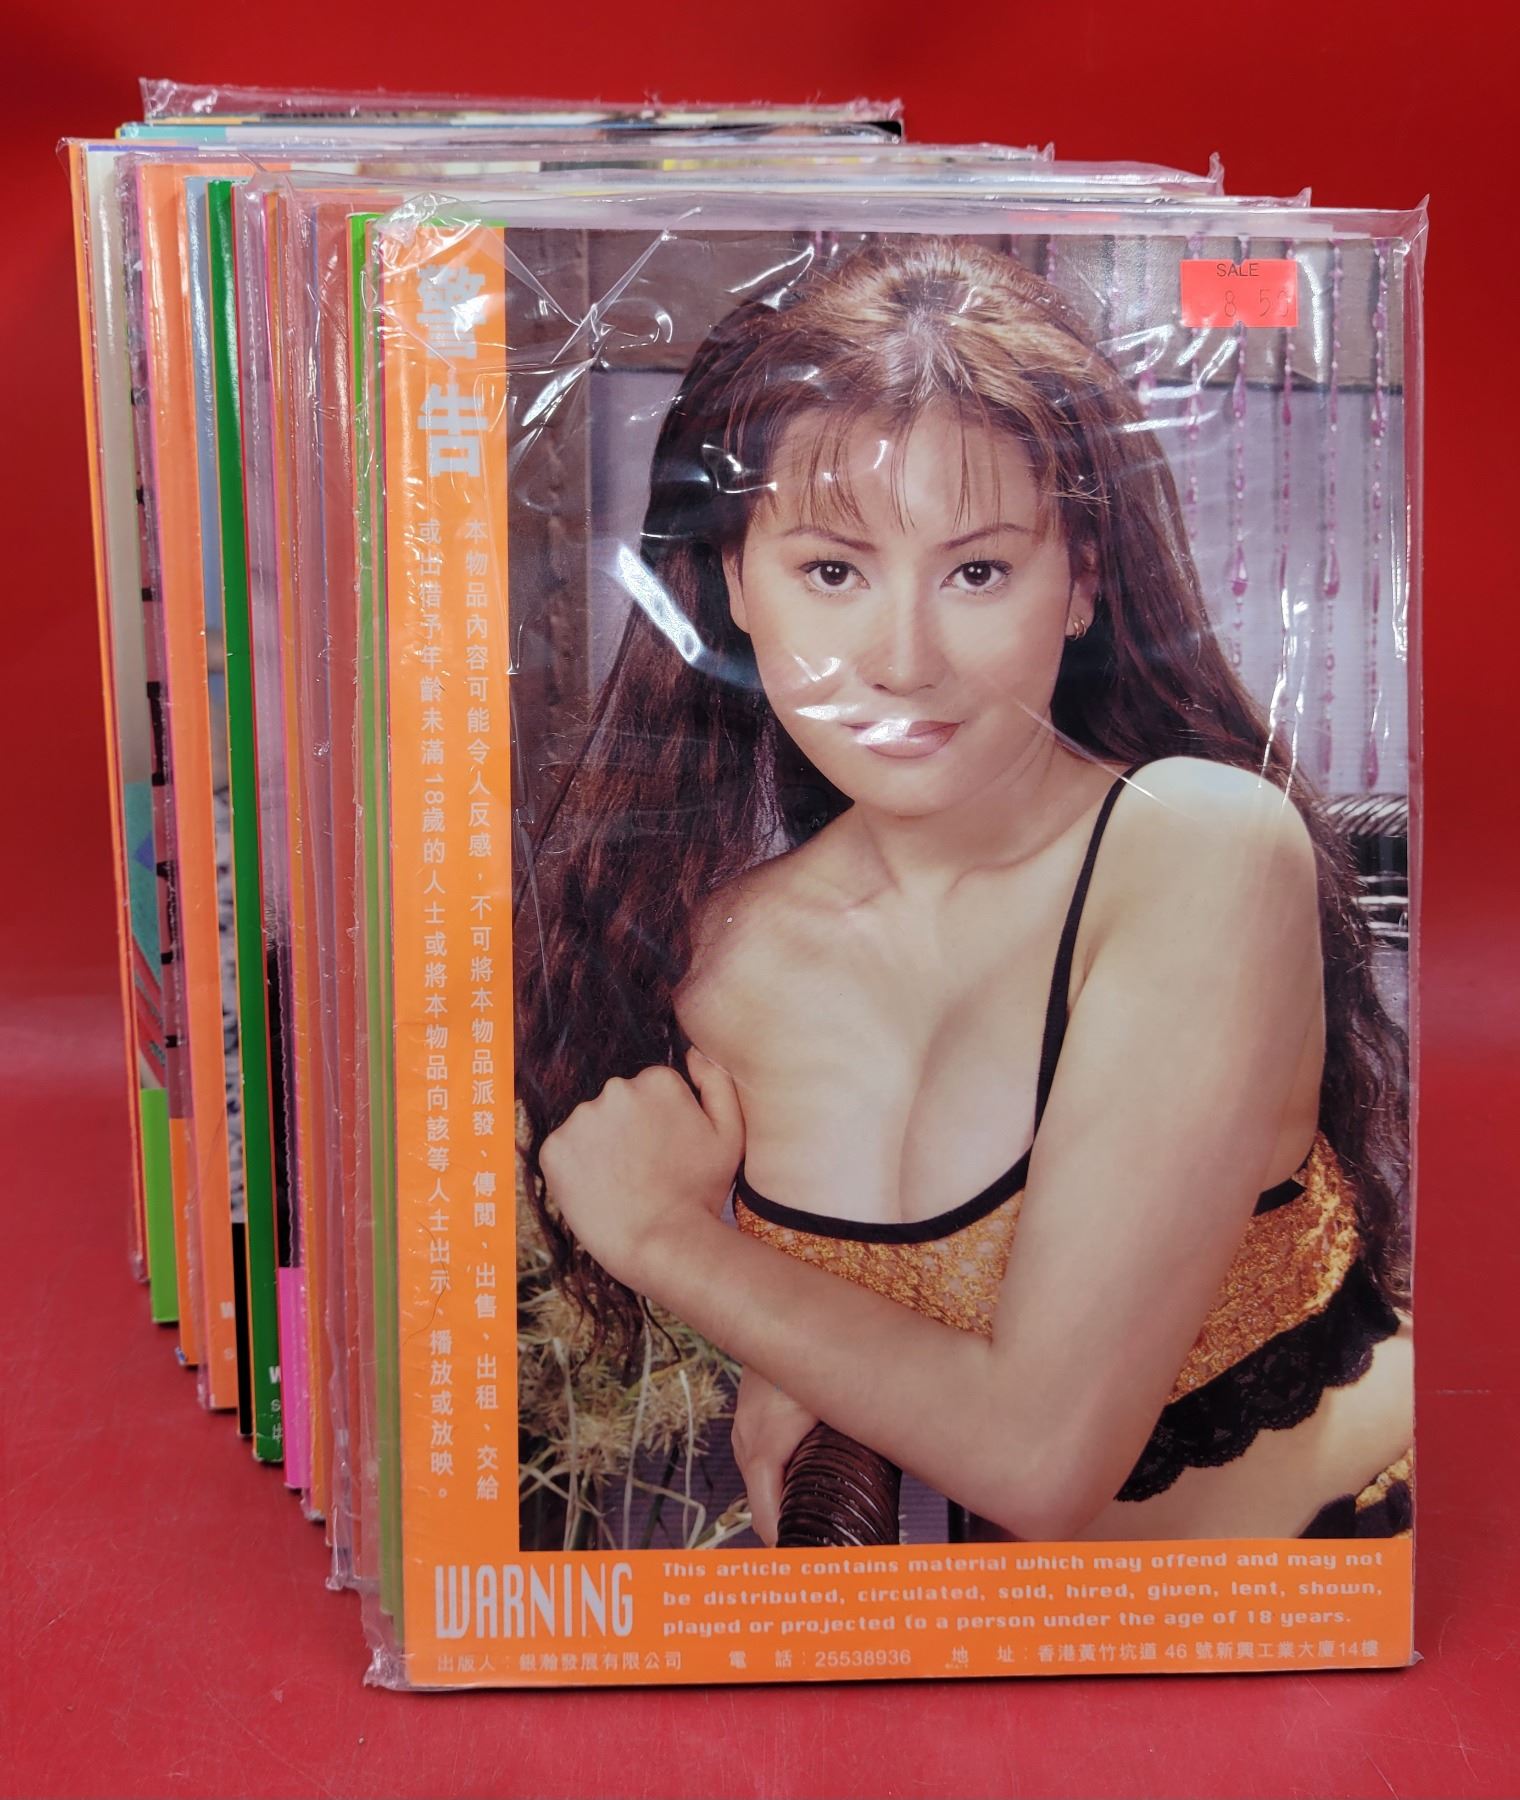 SALE
8.50
警告
本物品內容可能令人反感，不可將本物品派發、傳閱、出售、出租、交給
或出借予年齡未滿18歲的人士或將本物品向該等人士出示、播放或放映。
WARNING
This article contains material which may offend and may not
be distributed, circulated, sold, hired, given, lent, shown,
played or projected to a person under the age of 18 years.
出版人：銀瀚發展有限公司 電話：25538936 地址：香港黃竹坑道 46 號新興工業大廈14樓